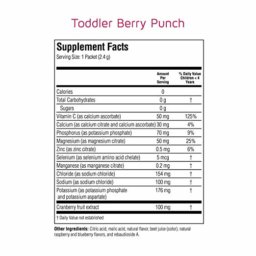 Toddler Berry Punch
Supplement Facts
Serving Size: 1 Packet (2.4 g)
Amount Per Serving % Daily Value Children < 4 Years
Calories 0
Total Carbohydrates 0 g †
Sugars 0 g
Vitamin C (as calcium ascorbate) 50 mg 125%
Calcium (as calcium citrate and calcium ascorbate) 30 mg 4%
Phosphorus (as potassium phosphate) 70 mg 9%
Magnesium (as magnesium citrate) 50 mg 25%
Zinc (as zinc citrate) 0.5 mg 6%
Selenium (as selenium amino acid chelate) 5 mcg †
Manganese (as manganese citrate) 0.2 mg †
Chloride (as sodium chloride) 154 mg †
Sodium (as sodium chloride) 100 mg †
Potassium (as potassium phosphate 176 mg †
and potassium aspartate)
Cranberry fruit extract 100 mg †
† Daily Value not established
Other Ingredients: Citric acid, malic acid, natural flavor, beet juice (color), natural
raspberry and blueberry flavors, and rebaudioside A.